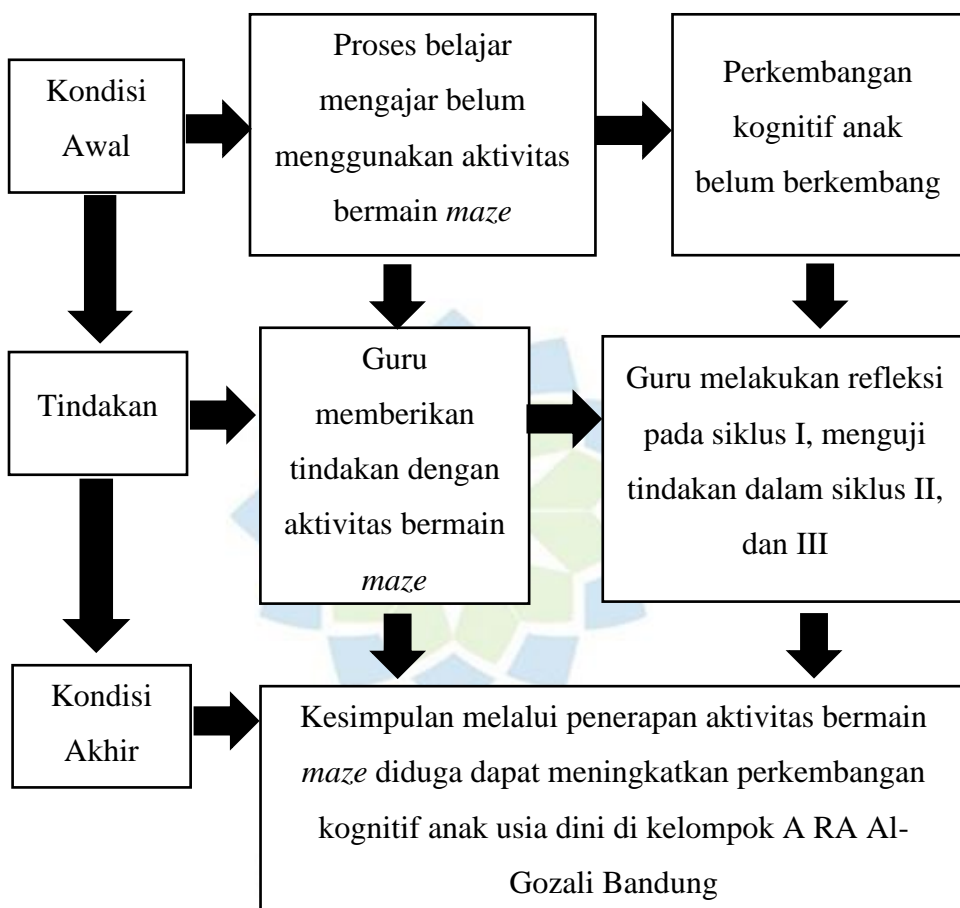 Kondisi
Awal
Proses belajar
mengajar belum
menggunakan aktivitas
bermain maze
Perkembangan
kognitif anak
belum berkembang
Tindakan
Guru
memberikan
tindakan dengan
aktivitas bermain
maze
Guru melakukan refleksi
pada siklus I, menguji
tindakan dalam siklus II,
dan III
Kondisi
Akhir
Kesimpulan melalui penerapan aktivitas bermain
maze diduga dapat meningkatkan perkembangan
kognitif anak usia dini di kelompok A RA Al-
Gozali Bandung